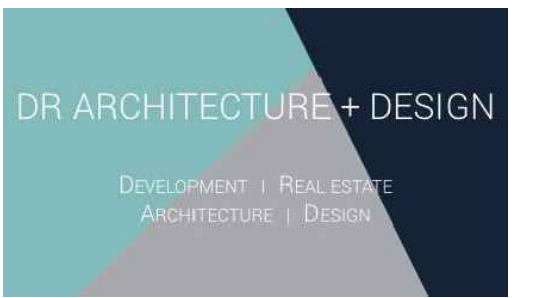 DR ARCHITECTURE + DESIGN
DEVELOPMENT | REAL ESTATE
ARCHITECTURE | DESIGN